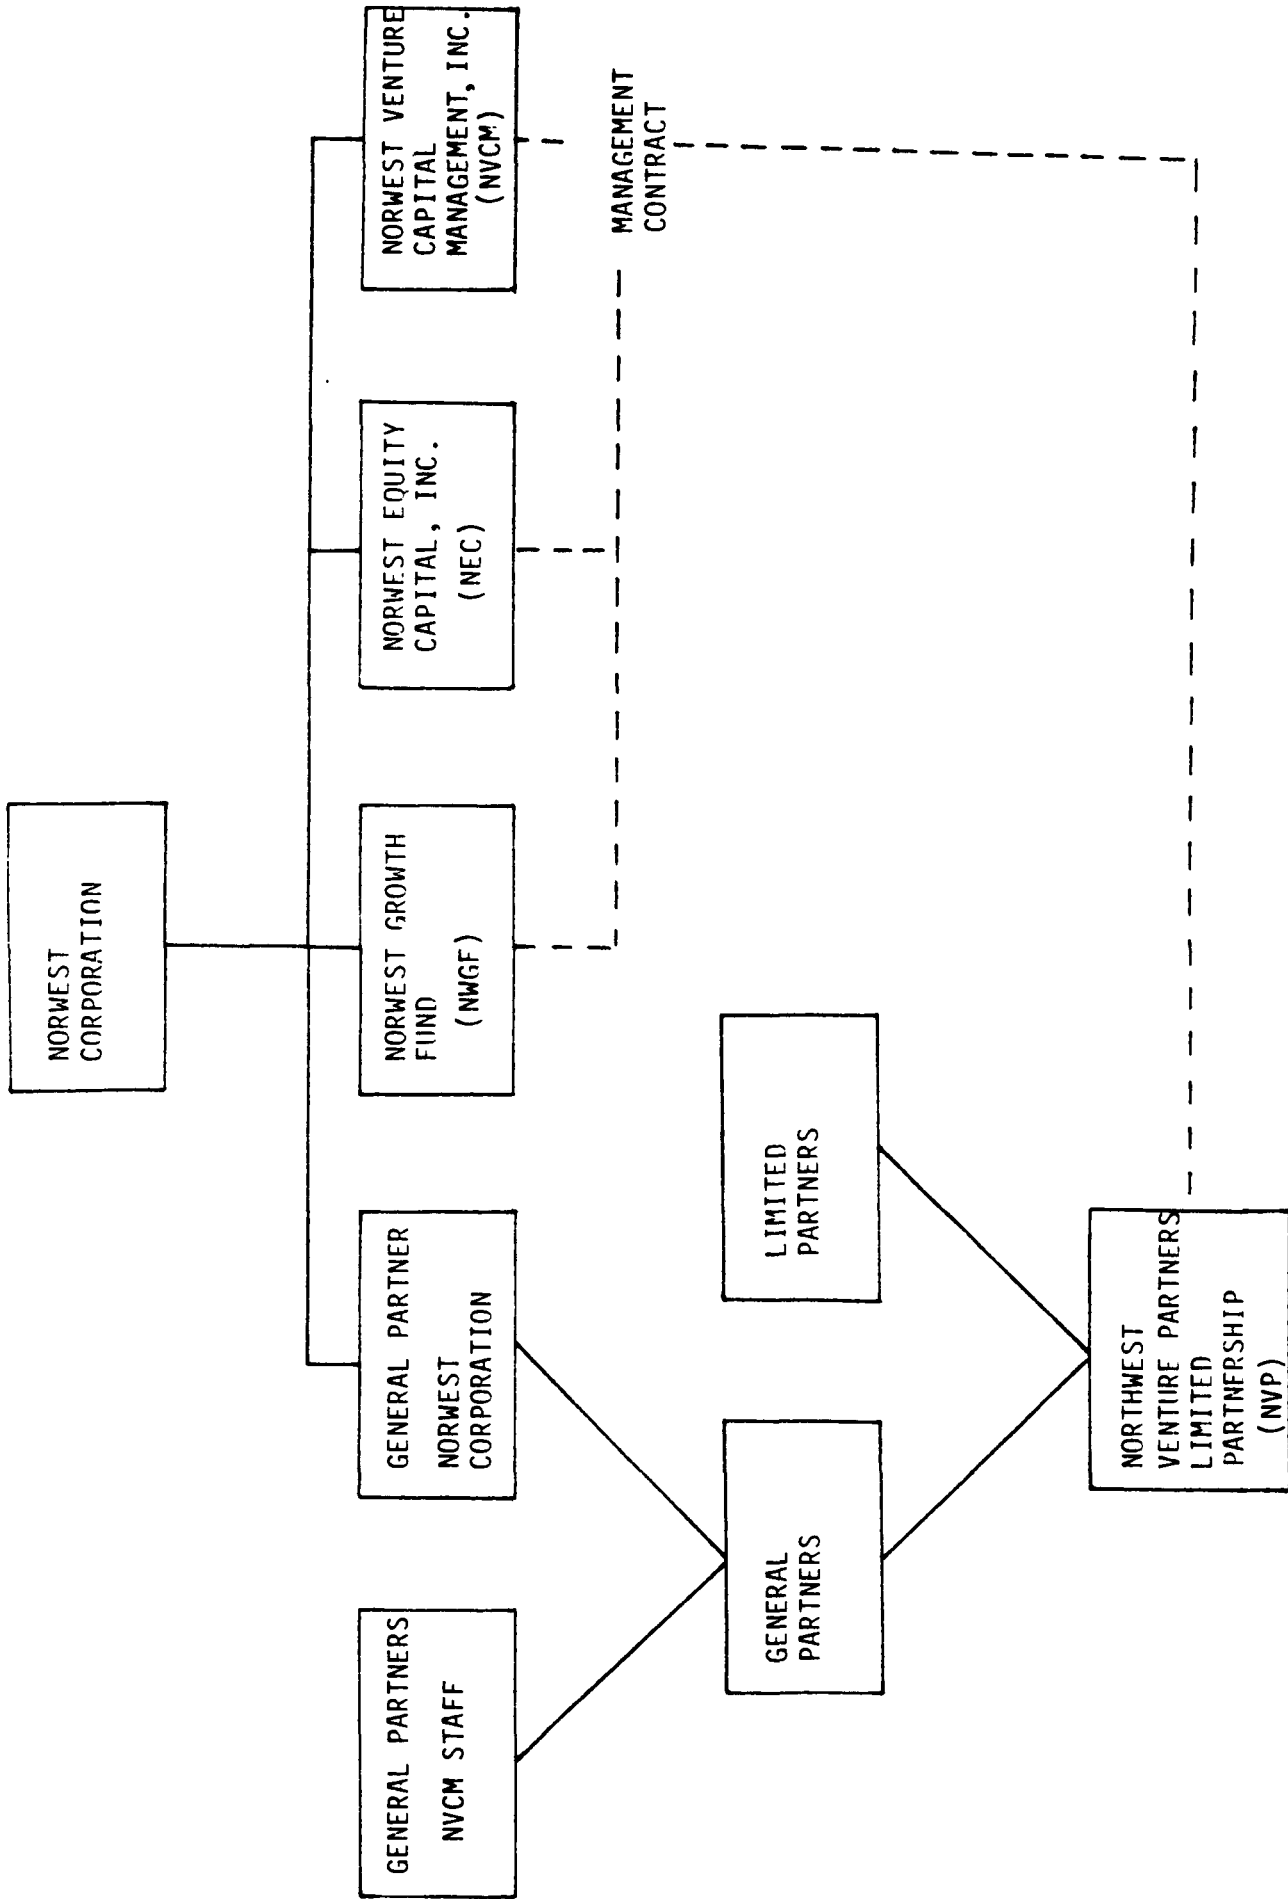 NORWEST
CORPORATION
GENERAL PARTNERS
NVCM STAFF
GENERAL PARTNER
NORWEST
CORPORATION
NORWEST GROWTH
FUND
(NWGF)
NORWEST EQUITY
CAPITAL, INC.
(NEC)
NORWEST VENTURE
CAPITAL
MANAGEMENT, INC.
(NVCM)
MANAGEMENT
CONTRACT
GENERAL
PARTNERS
LIMITED
PARTNERS
NORTHWEST
VENTURE PARTNERS
LIMITED
PARTNERSHIP
(NVP)